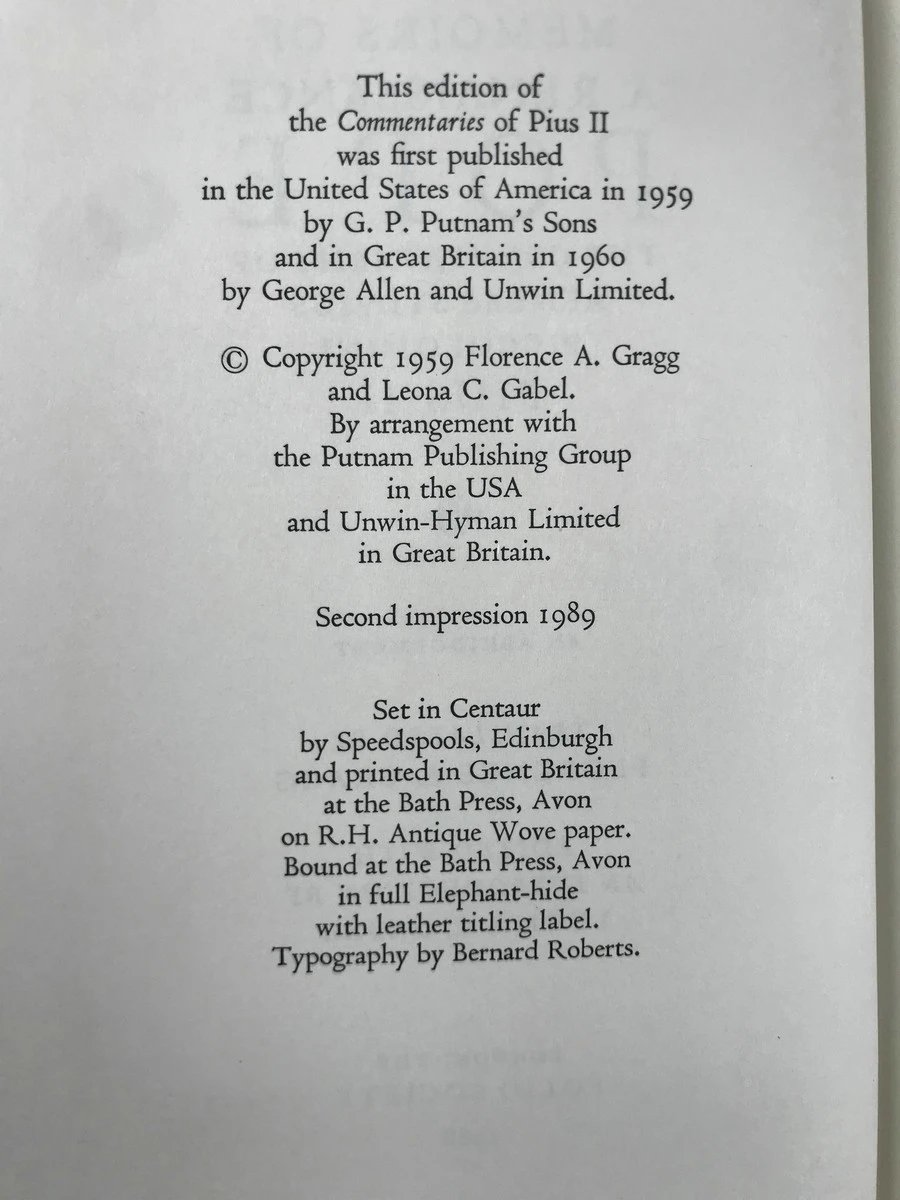 This edition of
the Commentaries of Pius II
was first published
in the United States of America in 1959
by G. P. Putnam's Sons
and in Great Britain in 1960
by George Allen and Unwin Limited.
© Copyright 1959 Florence A. Gragg
and Leona C. Gabel.
By arrangement with
the Putnam Publishing Group
in the USA
and Unwin-Hyman Limited
in Great Britain.
Second impression 1989
Set in Centaur
by Speedspools, Edinburgh
and printed in Great Britain
at the Bath Press, Avon
on R.H. Antique Wove paper.
Bound at the Bath Press, Avon
in full Elephant-hide
with leather titling label.
Typography by Bernard Roberts.